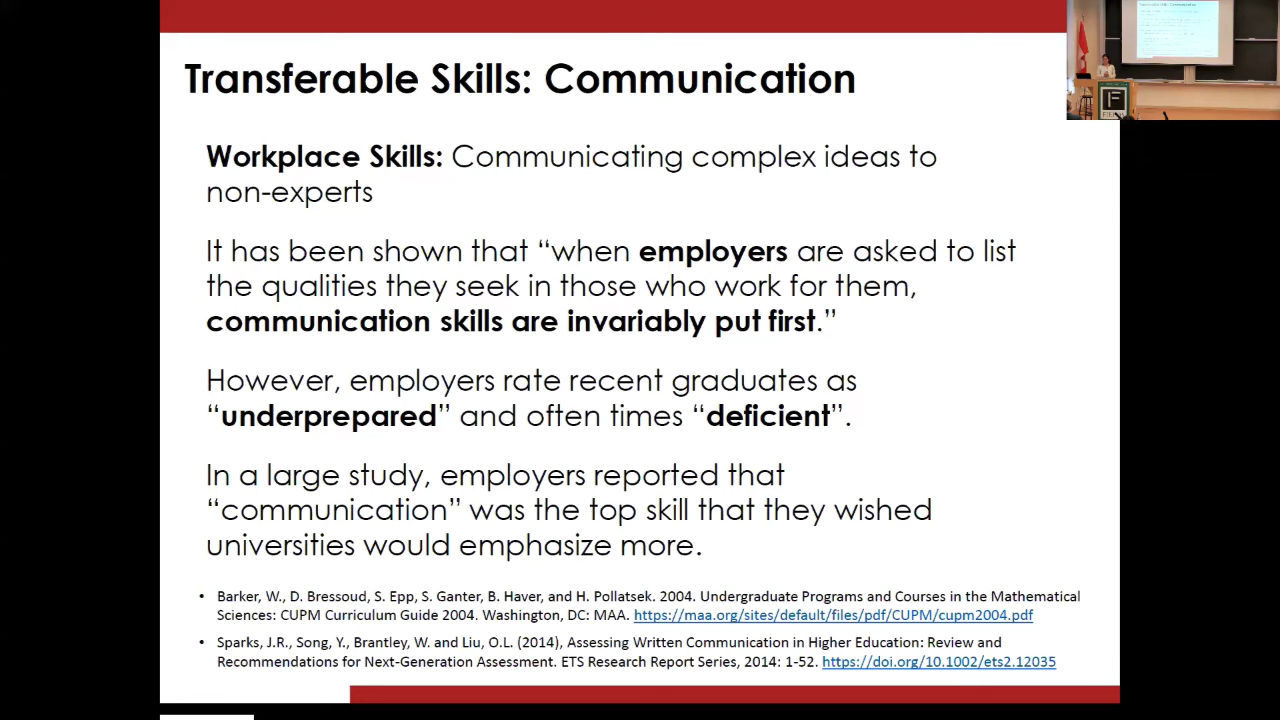 Transferable Skills: Communication
Workplace Skills: Communicating complex ideas to
non-experts
It has been shown that “when employers are asked to list
the qualities they seek in those who work for them,
communication skills are invariably put first.”
However, employers rate recent graduates as
“underprepared” and often times “deficient”.
In a large study, employers reported that
“communication” was the top skill that they wished
universities would emphasize more.
• Barker, W., D. Bressoud, S. Epp, S. Ganter, B. Haver, and H. Pollatsek. 2004. Undergraduate Programs and Courses in the Mathematical
Sciences: CUPM Curriculum Guide 2004. Washington, DC: MAA. https://maa.org/sites/default/files/pdf/CUPM/cupm2004.pdf
• Sparks, J.R., Song, Y., Brantley, W. and Liu, O.L. (2014), Assessing Written Communication in Higher Education: Review and
Recommendations for Next-Generation Assessment. ETS Research Report Series, 2014: 1-52. https://doi.org/10.1002/ets2.12035